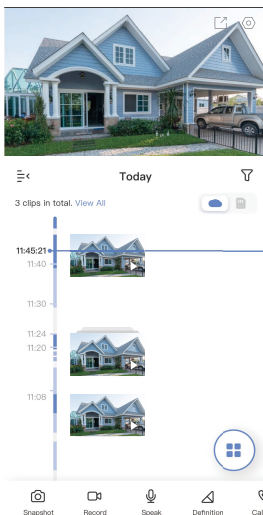 Today
3 clips in total. View All
11:45:21
11:40
11:30
11:24
11:20
11:08
Snapshot
Record
Speak
Definition
Cal